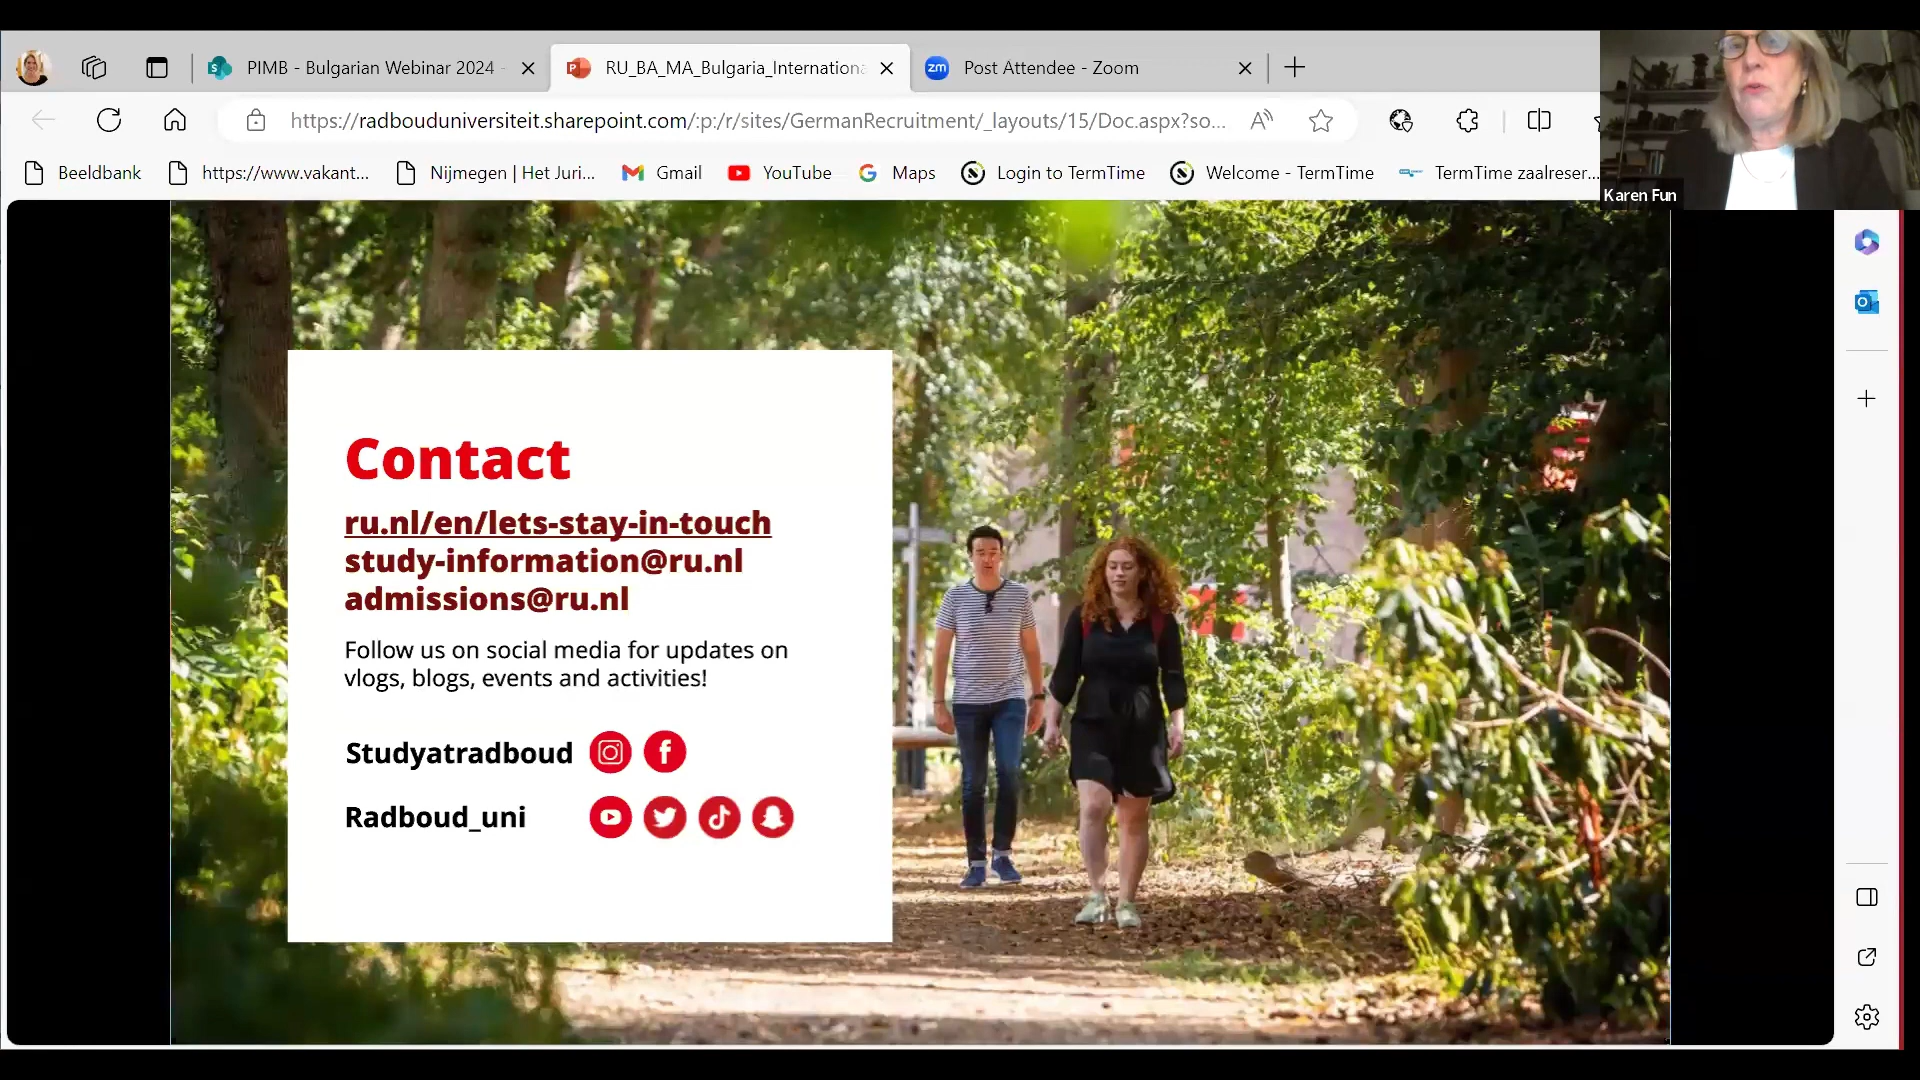 PIMB - Bulgarian Webinar 2024 -
RU_BA_MA_Bulgaria_Internationa
zm
Post Attendee - Zoom
https://radbouduniversiteit.sharepoint.com/:p:/r/sites/GermanRecruitment/_layouts/15/Doc.aspx?so...
Beeldbank
https://www.vakant...
Nijmegen | Het Juri...
Gmail
YouTube
Maps
Login to TermTime
Welcome - TermTime
TermTime zaalreser...
Karen Fun
Contact
ru.nl/en/lets-stay-in-touch
study-information@ru.nl
admissions@ru.nl
Follow us on social media for updates on
vlogs, blogs, events and activities!
Studyatradboud
Radboud_uni